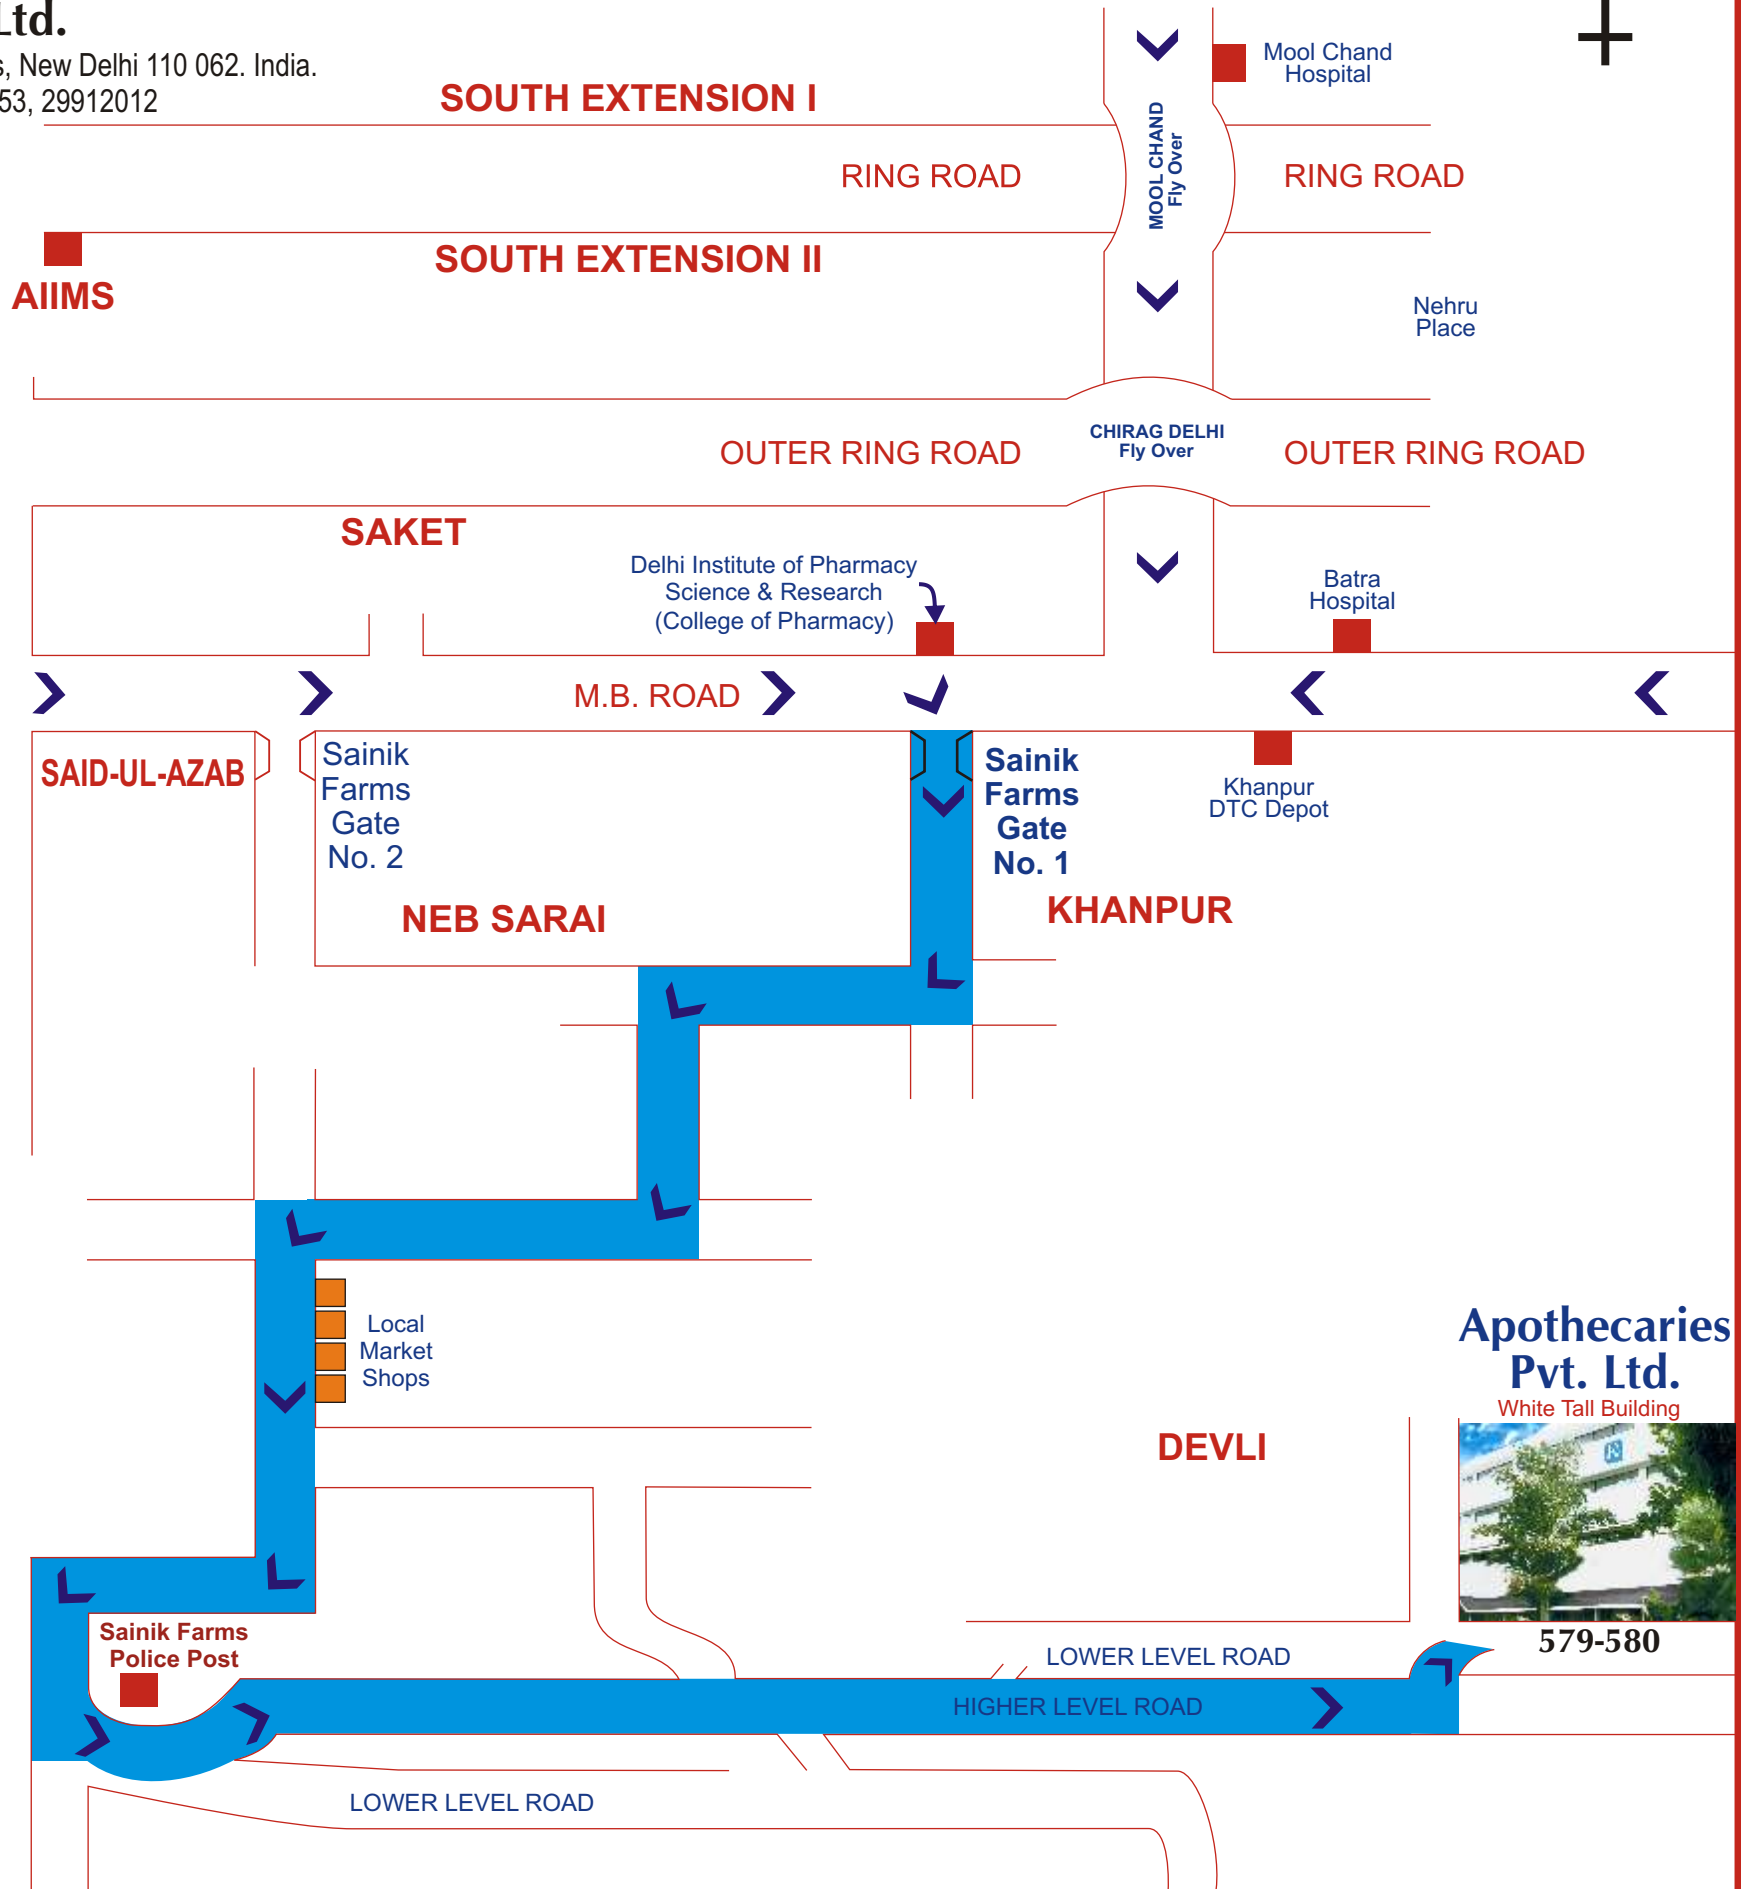 Ltd.
, New Delhi 110 062. India.
53, 29912012
SOUTH EXTENSION I
Mool Chand
Hospital
MOOL CHAND
Fly Over
RING ROAD
RING ROAD
SOUTH EXTENSION II
AIIMS
Nehru
Place
CHIRAG DELHI
Fly Over
OUTER RING ROAD
OUTER RING ROAD
SAKET
Delhi Institute of Pharmacy
Science & Research
(College of Pharmacy)
Batra
Hospital
M.B. ROAD
SAID-UL-AZAB
Sainik
Farms
Gate
No. 2
Sainik
Farms
Gate
No. 1
Khanpur
DTC Depot
NEB SARAI
KHANPUR
Local
Market
Shops
Apothecaries
Pvt. Ltd.
White Tall Building
DEVLI
579-580
Sainik Farms
Police Post
LOWER LEVEL ROAD
HIGHER LEVEL ROAD
LOWER LEVEL ROAD